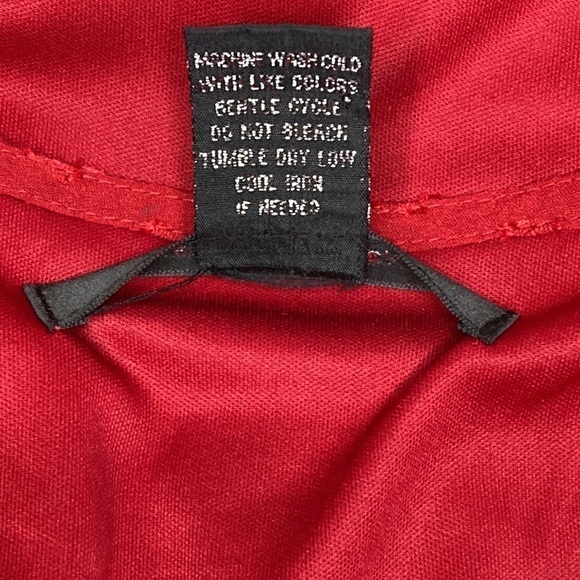 MACHINE WASH COLD
WITH LIKE COLORS
GENTLE CYCLE
DO NOT BLEACH
TUMBLE DRY LOW
COOL IRON
IF NEEDED